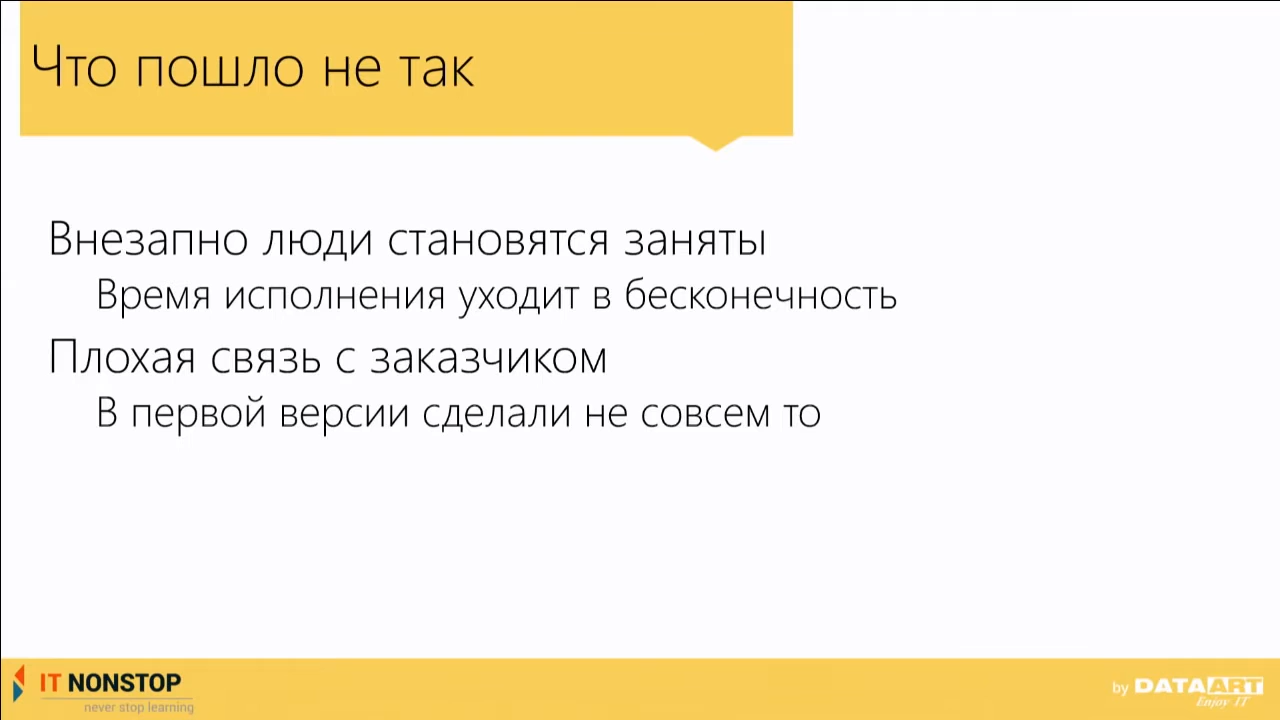 Что пошло не так
Внезапно люди становятся заняты
Время исполнения уходит в бесконечность
Плохая связь с заказчиком
В первой версии сделали не совсем то
IT NONSTOP
never stop learning
by DATAART
Enjoy IT